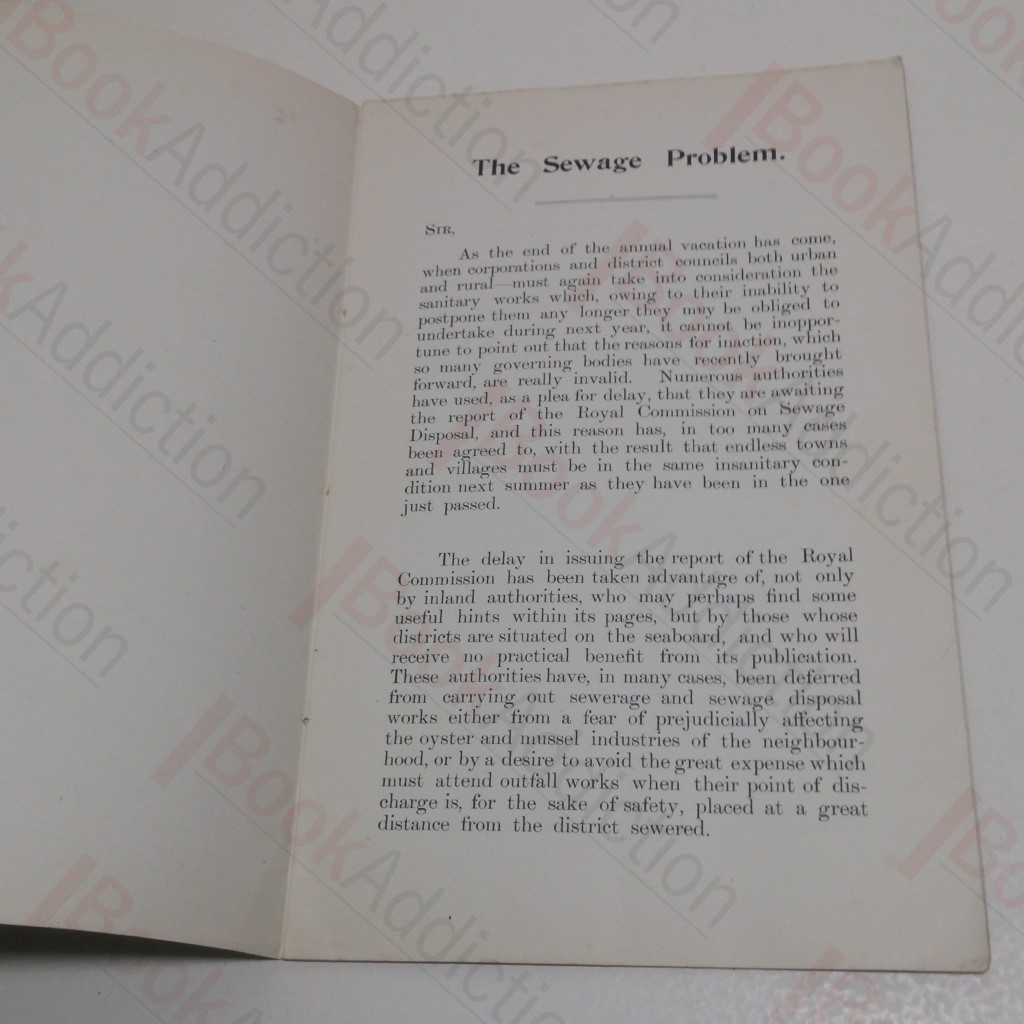 The Sewage Problem.
SIR,
As the end of the annual vacation has come,
when corporations and district councils both urban
and rural—must again take into consideration the
sanitary works which, owing to their inability to
postpone them any longer they may be obliged to
undertake during next year, it cannot be inoppor-
tune to point out that the reasons for inaction, which
so many governing bodies have recently brought
forward, are really invalid. Numerous authorities
have used, as a plea for delay, that they are awaiting
the report of the Royal Commission on Sewage
Disposal, and this reason has, in too many cases
been agreed to, with the result that endless towns
and villages must be in the same insanitary con-
dition next summer as they have been in the one
just passed.
The delay in issuing the report of the Royal
Commission has been taken advantage of, not only
by inland authorities, who may perhaps find some
useful hints within its pages, but by those whose
districts are situated on the seaboard, and who will
receive no practical benefit from its publication.
These authorities have, in many cases, been deferred
from carrying out sewerage and sewage disposal
works either from a fear of prejudicially affecting
the oyster and mussel industries of the neighbour-
hood, or by a desire to avoid the great expense which
must attend outfall works when their point of dis-
charge is, for the sake of safety, placed at a great
distance from the district sewered.
BookAddiction
BookAddiction
BookAddiction
BookAddiction
BookAddiction
BookAddiction